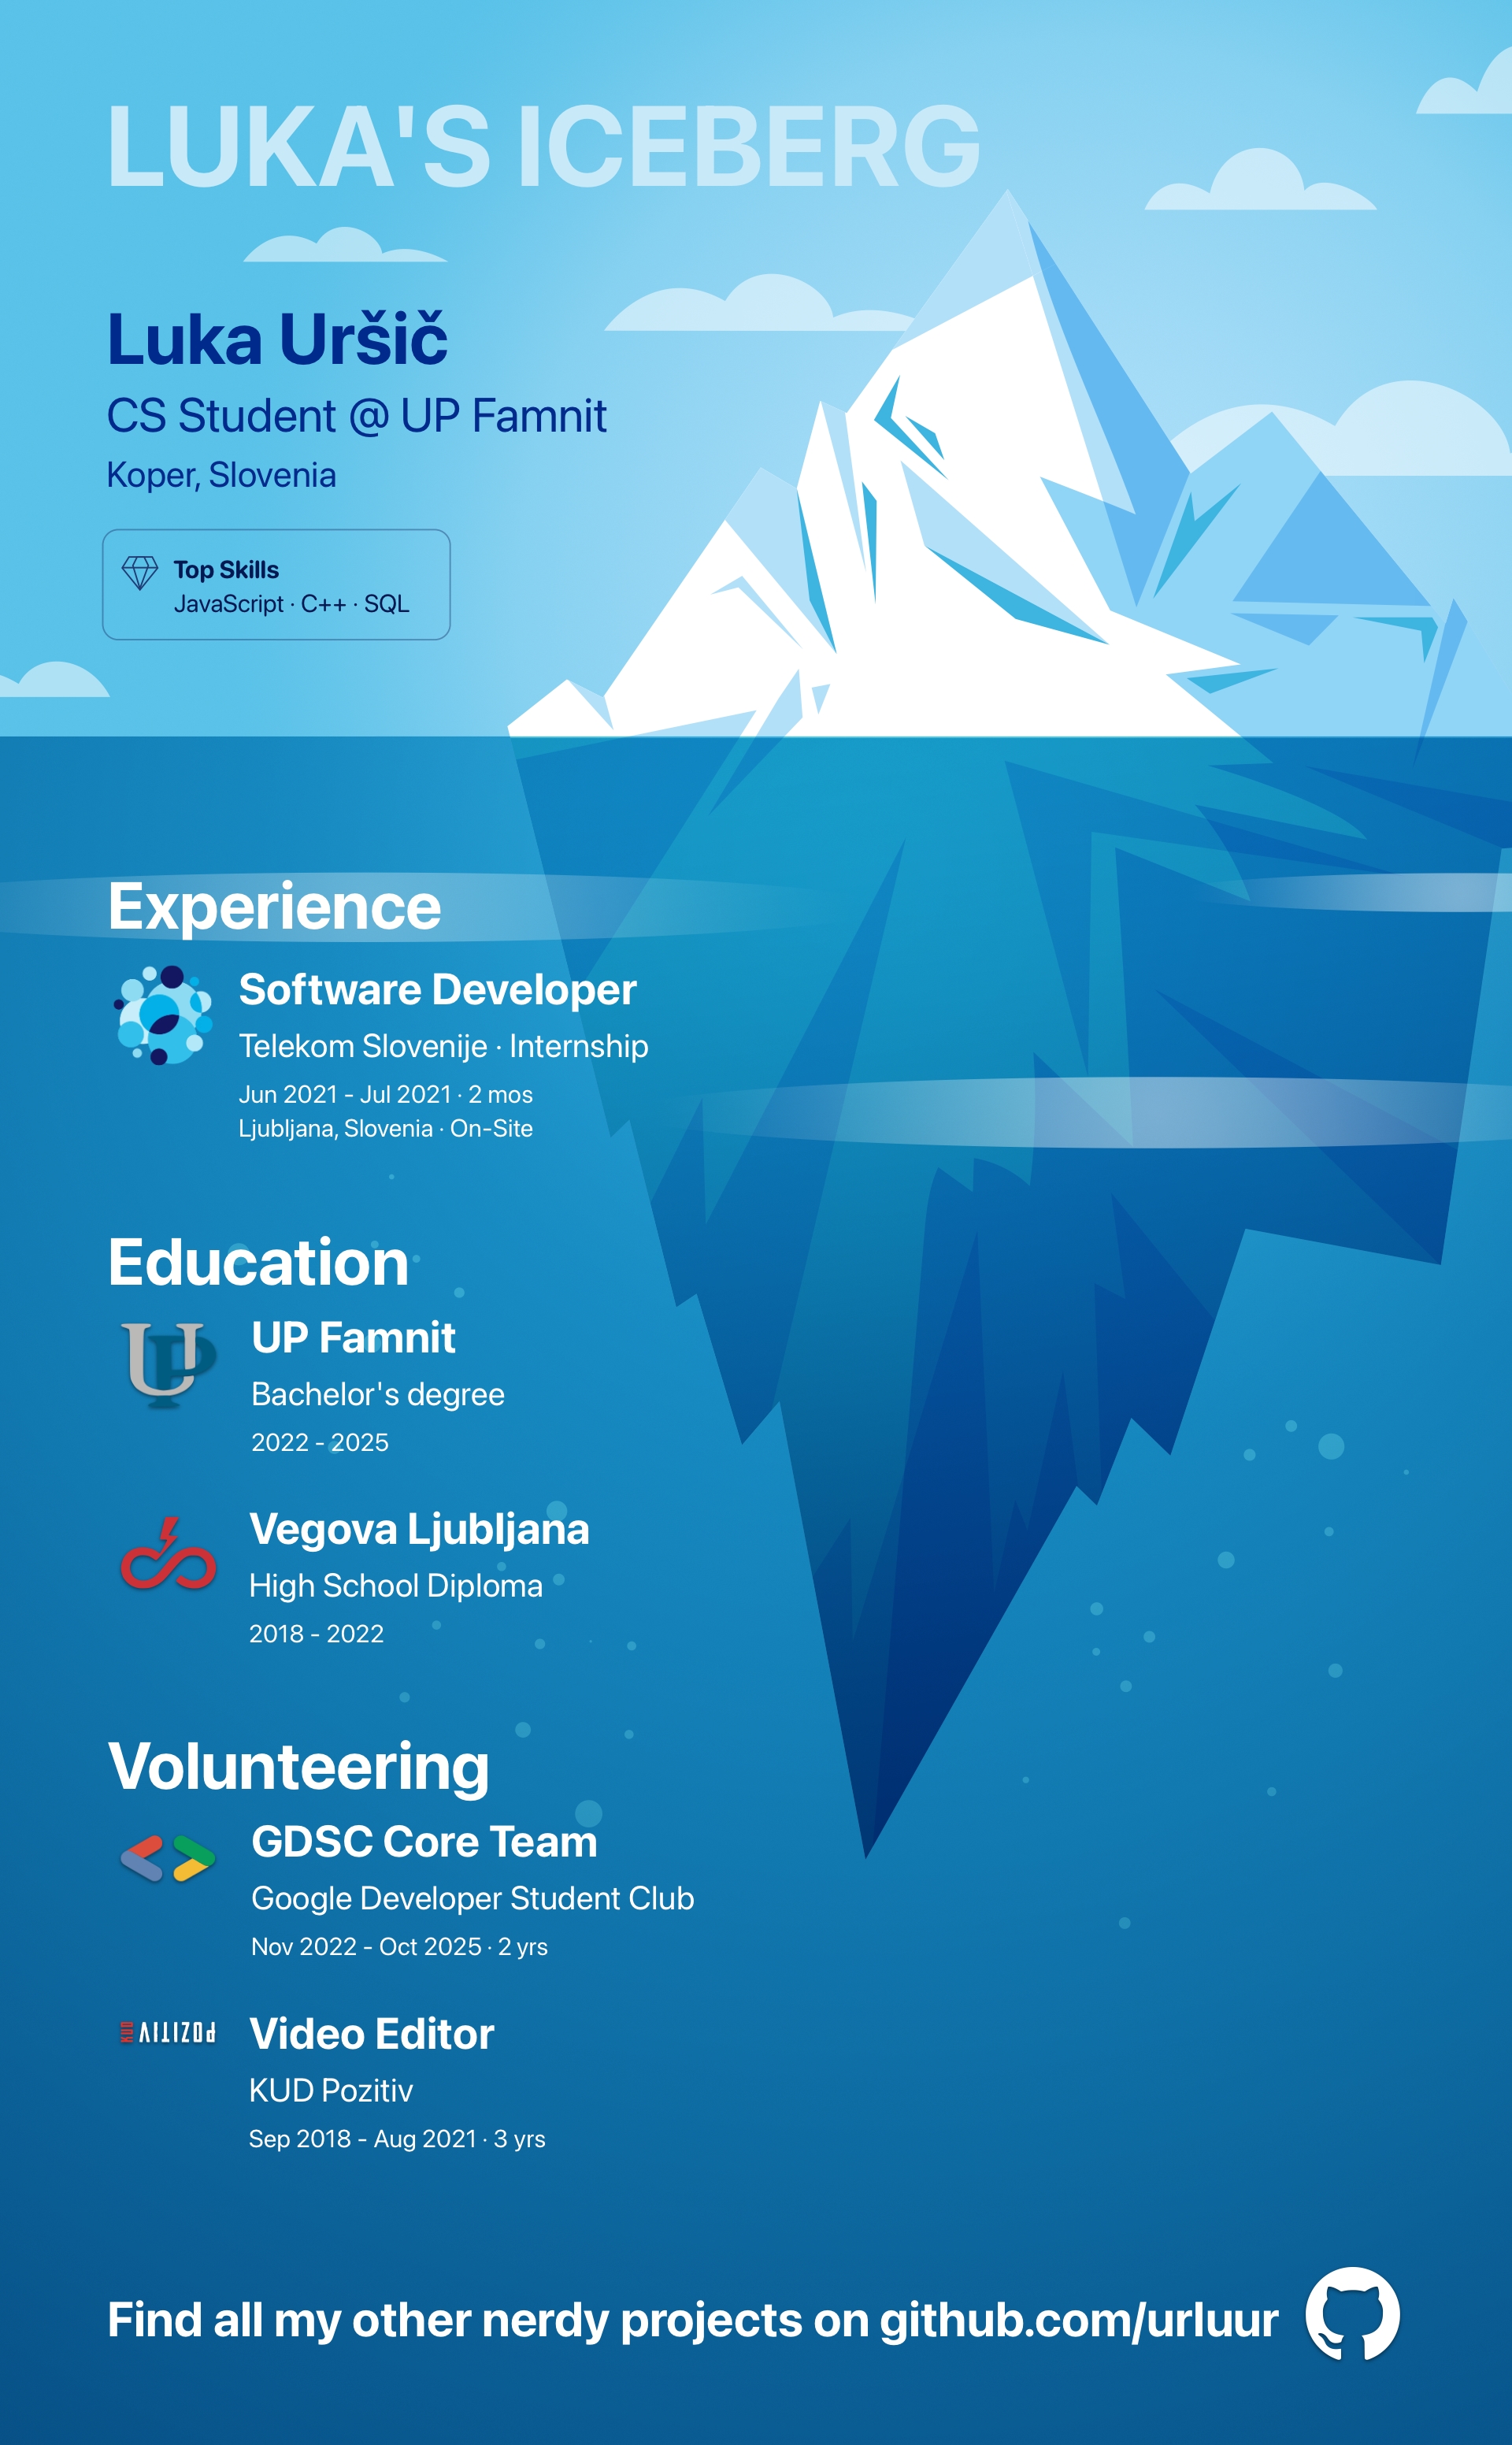 LUKA'S ICEBERG
Luka Uršič
CS Student @ UP Famnit
Koper, Slovenia
Top Skills
JavaScript · C++ · SQL
Experience
Software Developer
Telekom Slovenije · Internship
Jun 2021 - Jul 2021 · 2 mos
Ljubljana, Slovenia · On-Site
Education
UP
UP Famnit
Bachelor's degree
2022 - 2025
Vegova Ljubljana
High School Diploma
2018 - 2022
Volunteering
GDSC Core Team
Google Developer Student Club
Nov 2022 - Oct 2025 · 2 yrs
KUD POZITIV
Video Editor
KUD Pozitiv
Sep 2018 - Aug 2021 · 3 yrs
Find all my other nerdy projects on github.com/urluur